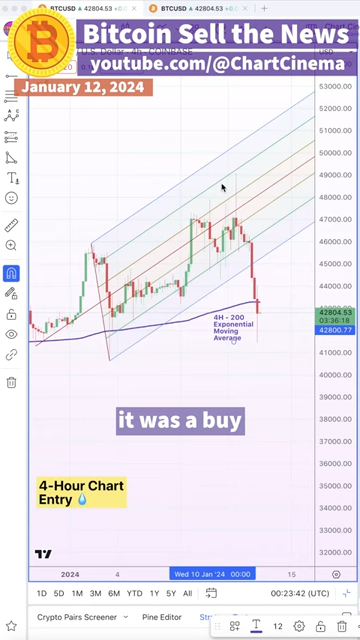 BTCUSD ▲ 42804.53 +0.
BTCUSD ▲ 42804.53 +0.5
Bitcoin Sell the News
U.S. Dollar · 4h · COINBASE
USD
youtube.com/@ChartCinema
January 12, 2024
53000.00
52000.00
51000.00
50000.00
49000.00
48000.00
47000.00
46000.00
45000.00
44000.00
42804.53
03:36:18
42800.77
4H - 200
Exponential
Moving
Average
41000.00
40000.00
39000.00
it was a buy
38000.00
37000.00
36000.00
4-Hour Chart
Entry 💧
35000.00
34000.00
33000.00
32000.00
2024
4
Wed 10 Jan '24 00:00
15
1D 5D 1M 3M 6M YTD 1Y 5Y All
23:23:42 (UTC)
Crypto Pairs Screener
Pine Editor
12